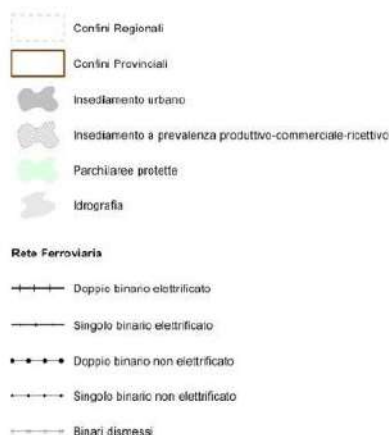 Confini Regionali
Confini Provinciali
Insediamento urbano
Insediamento a prevalenza produttivo-commerciale-ricettivo
Parchi/aree protette
Idrografia
Rete Ferroviaria
Doppio binario elettrificato
Singolo binario elettrificato
Doppio binario non elettrificato
Singolo binario non elettrificato
Binari dismessi